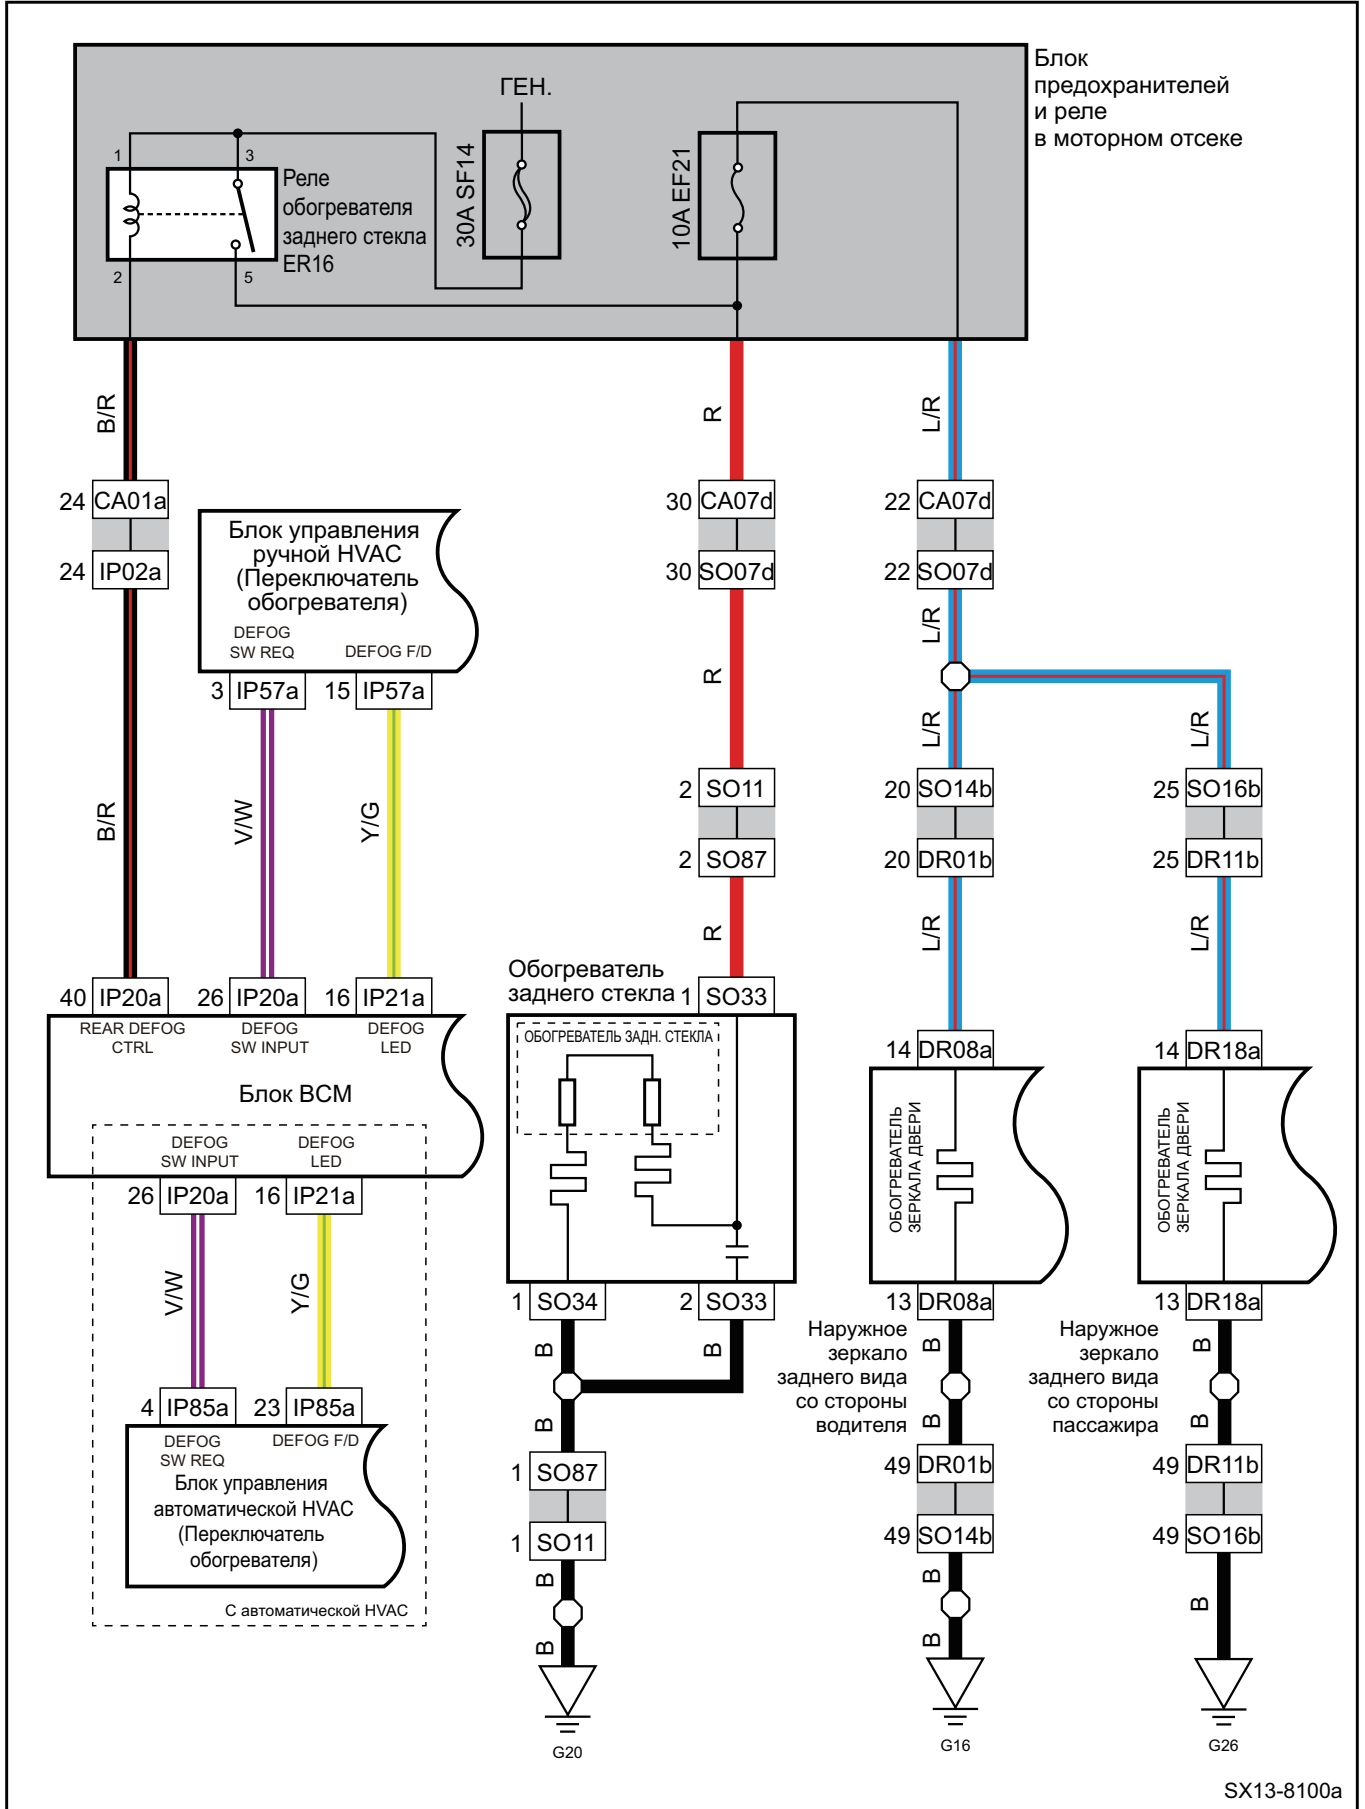 Блок
предохранителей
и реле
в моторном отсеке
ГЕН.
30A SF14
10A EF21
1
3
Реле
обогревателя
заднего стекла
ER16
2
5
B/R
R
L/R
24 CA01a
30 CA07d
22 CA07d
24 IP02a
30 SO07d
22 SO07d
Блок управления
ручной HVAC
(Переключатель
обогревателя)
DEFOG
SW REQ
DEFOG F/D
3 IP57a
15 IP57a
L/R
R
L/R
L/R
B/R
V/W
Y/G
2 SO11
20 SO14b
25 SO16b
2 SO87
20 DR01b
25 DR11b
R
L/R
L/R
Обогреватель
заднего стекла
1 SO33
40 IP20a
26 IP20a
16 IP21a
REAR DEFOG
CTRL
DEFOG
SW INPUT
DEFOG
LED
Блок BCM
ОБОГРЕВАТЕЛЬ ЗАДН. СТЕКЛА
14 DR08a
14 DR18a
ОБОГРЕВАТЕЛЬ
ЗЕРКАЛА ДВЕРИ
ОБОГРЕВАТЕЛЬ
ЗЕРКАЛА ДВЕРИ
DEFOG
SW INPUT
DEFOG
LED
26 IP20a
16 IP21a
V/W
Y/G
1 SO34
2 SO33
13 DR08a
13 DR18a
B
B
B
B
Наружное
зеркало
заднего вида
со стороны
водителя
Наружное
зеркало
заднего вида
со стороны
пассажира
4 IP85a
23 IP85a
DEFOG
SW REQ
DEFOG F/D
Блок управления
автоматической HVAC
(Переключатель
обогревателя)
С автоматической HVAC
B
B
B
1 SO87
49 DR01b
49 DR11b
1 SO11
49 SO14b
49 SO16b
B
B
B
B
B
G20
G16
G26
SX13-8100a